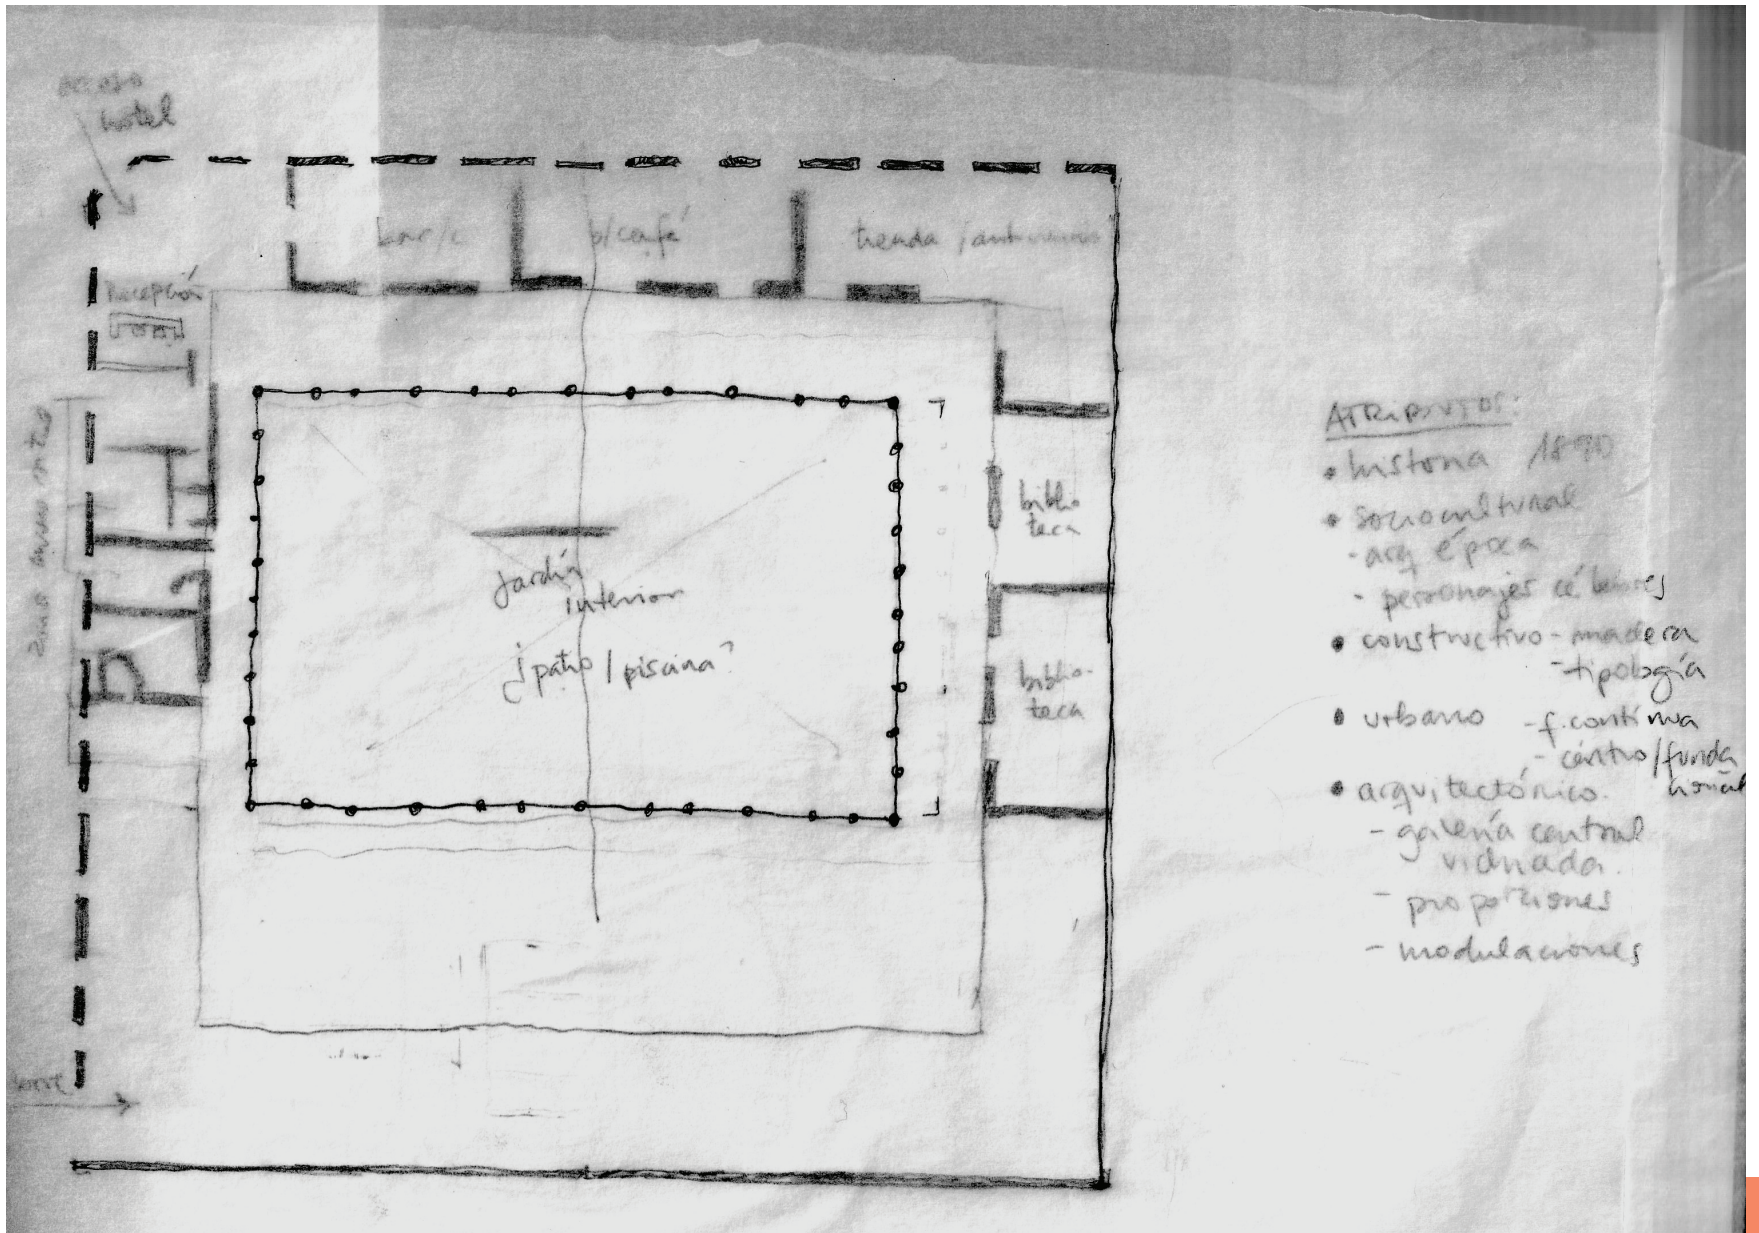 acceso
hotel
bar/c
b/café
tienda /
Recepción
jardín
interior
¿patio / piscina?
biblio-
teca
biblio-
teca
ATRIBUTOS:
• historia 1890
• sociocultural
- arq época
- personajes célebres
• constructivo - madera
- tipología
• urbano - f. continua
- centro/funda
cional
• arquitectónico.
- galería central
vidriada.
- proporciones
- modulaciones